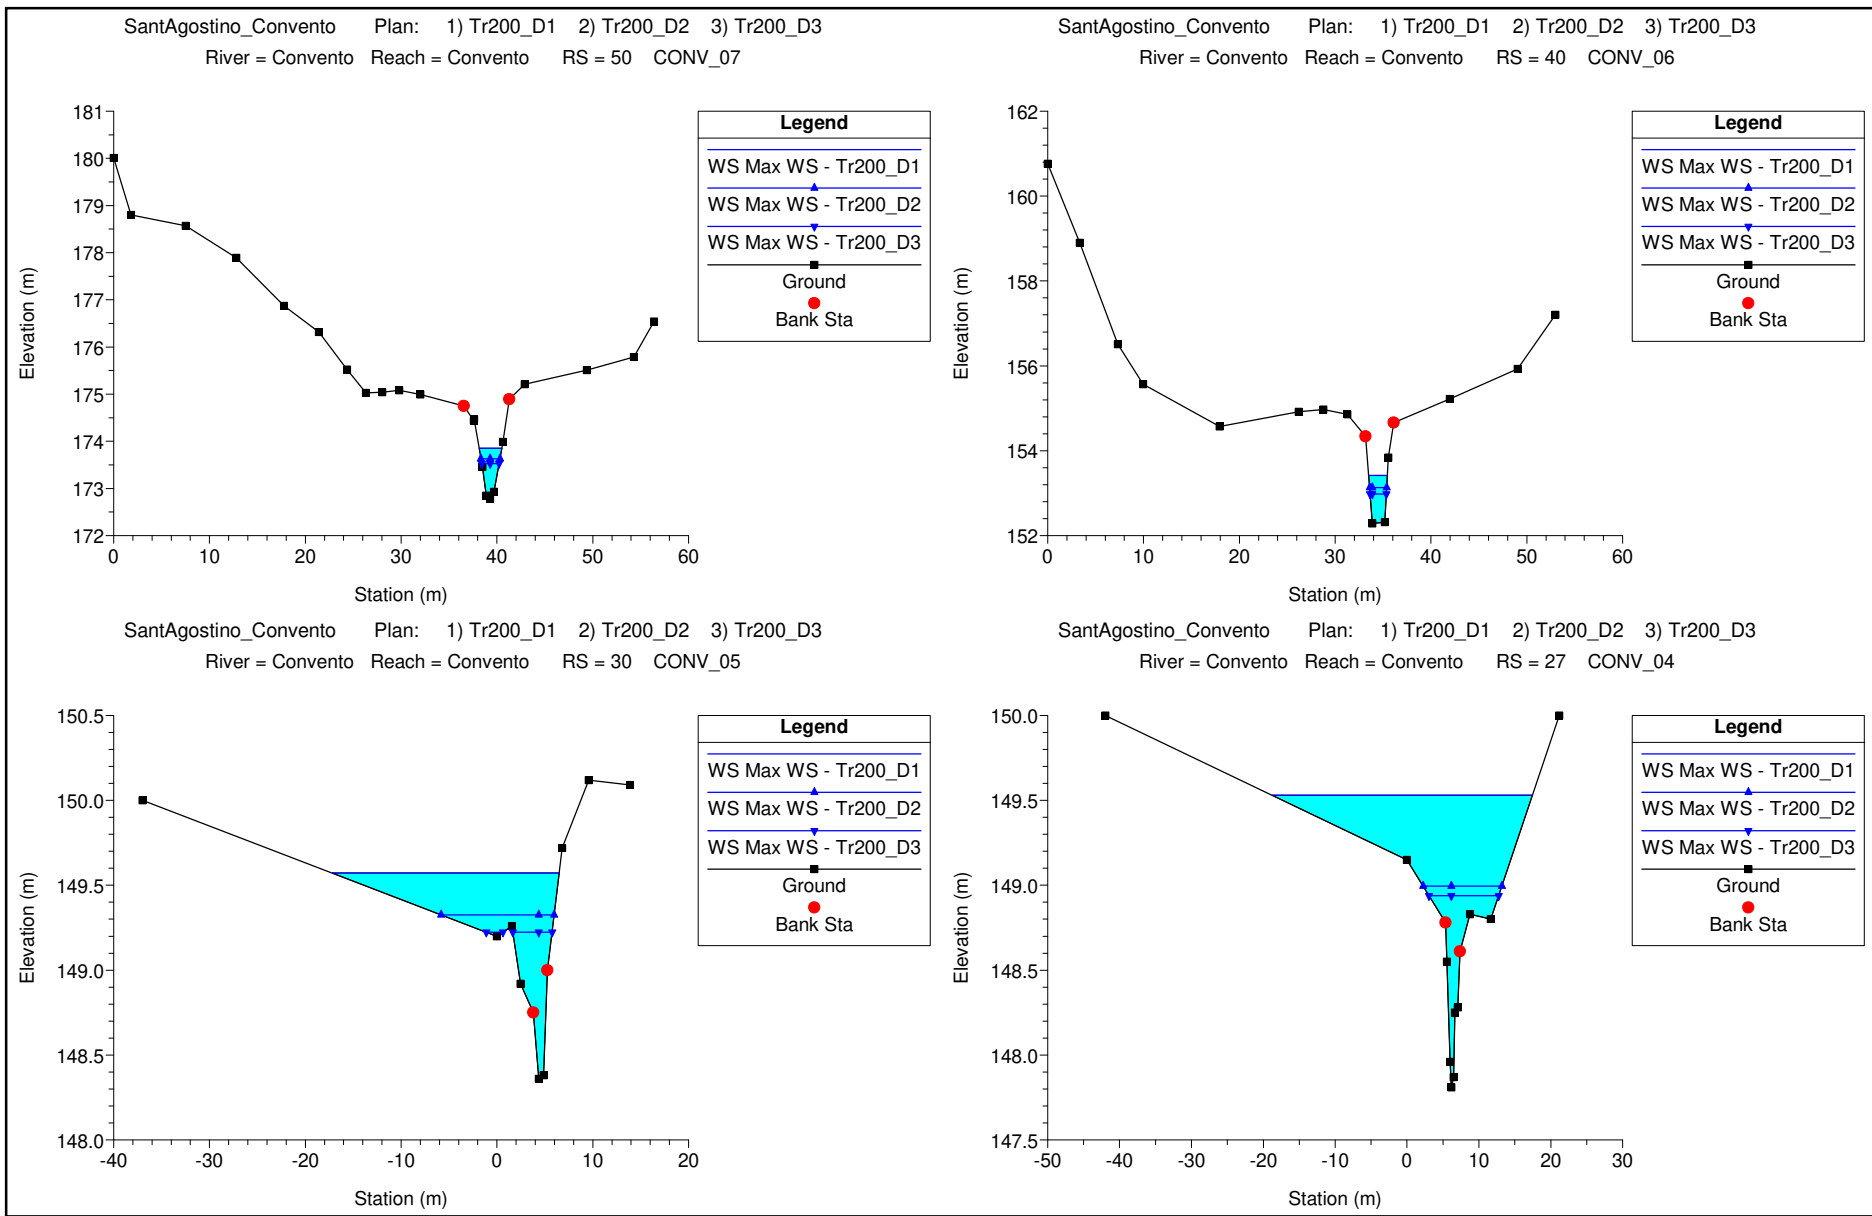 SantAgostino_Convento Plan: 1) Tr200_D1 2) Tr200_D2 3) Tr200_D3
River = Convento Reach = Convento RS = 50 CONV_07
181
180
179
178
177
176
175
174
173
172
Elevation (m)
0 10 20 30 40 50 60
Station (m)
Legend
WS Max WS - Tr200_D1
WS Max WS - Tr200_D2
WS Max WS - Tr200_D3
Ground
Bank Sta
SantAgostino_Convento Plan: 1) Tr200_D1 2) Tr200_D2 3) Tr200_D3
River = Convento Reach = Convento RS = 40 CONV_06
162
160
158
156
154
152
Elevation (m)
0 10 20 30 40 50 60
Station (m)
Legend
WS Max WS - Tr200_D1
WS Max WS - Tr200_D2
WS Max WS - Tr200_D3
Ground
Bank Sta
SantAgostino_Convento Plan: 1) Tr200_D1 2) Tr200_D2 3) Tr200_D3
River = Convento Reach = Convento RS = 30 CONV_05
150.5
150.0
149.5
149.0
148.5
148.0
Elevation (m)
-40 -30 -20 -10 0 10 20
Station (m)
Legend
WS Max WS - Tr200_D1
WS Max WS - Tr200_D2
WS Max WS - Tr200_D3
Ground
Bank Sta
SantAgostino_Convento Plan: 1) Tr200_D1 2) Tr200_D2 3) Tr200_D3
River = Convento Reach = Convento RS = 27 CONV_04
150.0
149.5
149.0
148.5
148.0
147.5
Elevation (m)
-50 -40 -30 -20 -10 0 10 20 30
Station (m)
Legend
WS Max WS - Tr200_D1
WS Max WS - Tr200_D2
WS Max WS - Tr200_D3
Ground
Bank Sta